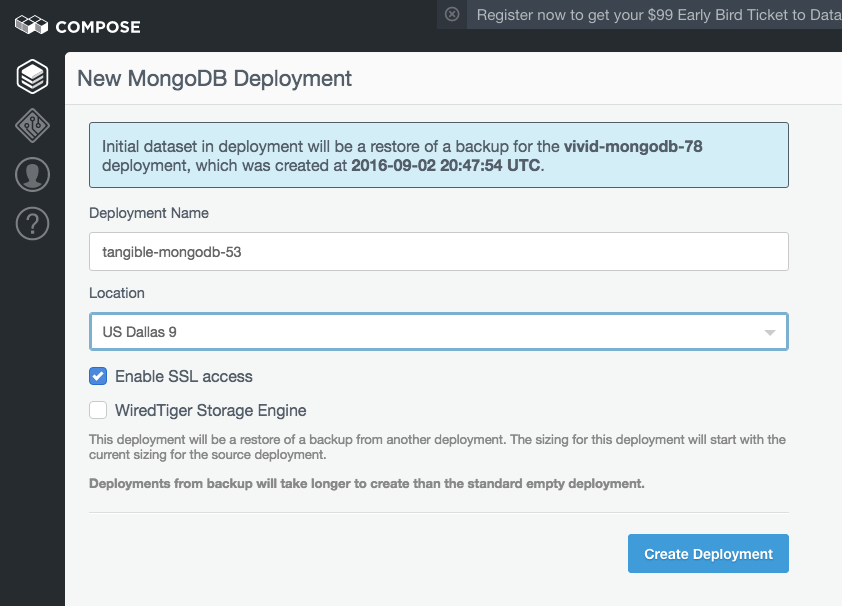 COMPOSE
Register now to get your $99 Early Bird Ticket to Data
New MongoDB Deployment
Initial dataset in deployment will be a restore of a backup for the vivid-mongodb-78
deployment, which was created at 2016-09-02 20:47:54 UTC.
Deployment Name
tangible-mongodb-53
Location
US Dallas 9
Enable SSL access
WiredTiger Storage Engine
This deployment will be a restore of a backup from another deployment. The sizing for this deployment will start with the
current sizing for the source deployment.
Deployments from backup will take longer to create than the standard empty deployment.
Create Deployment